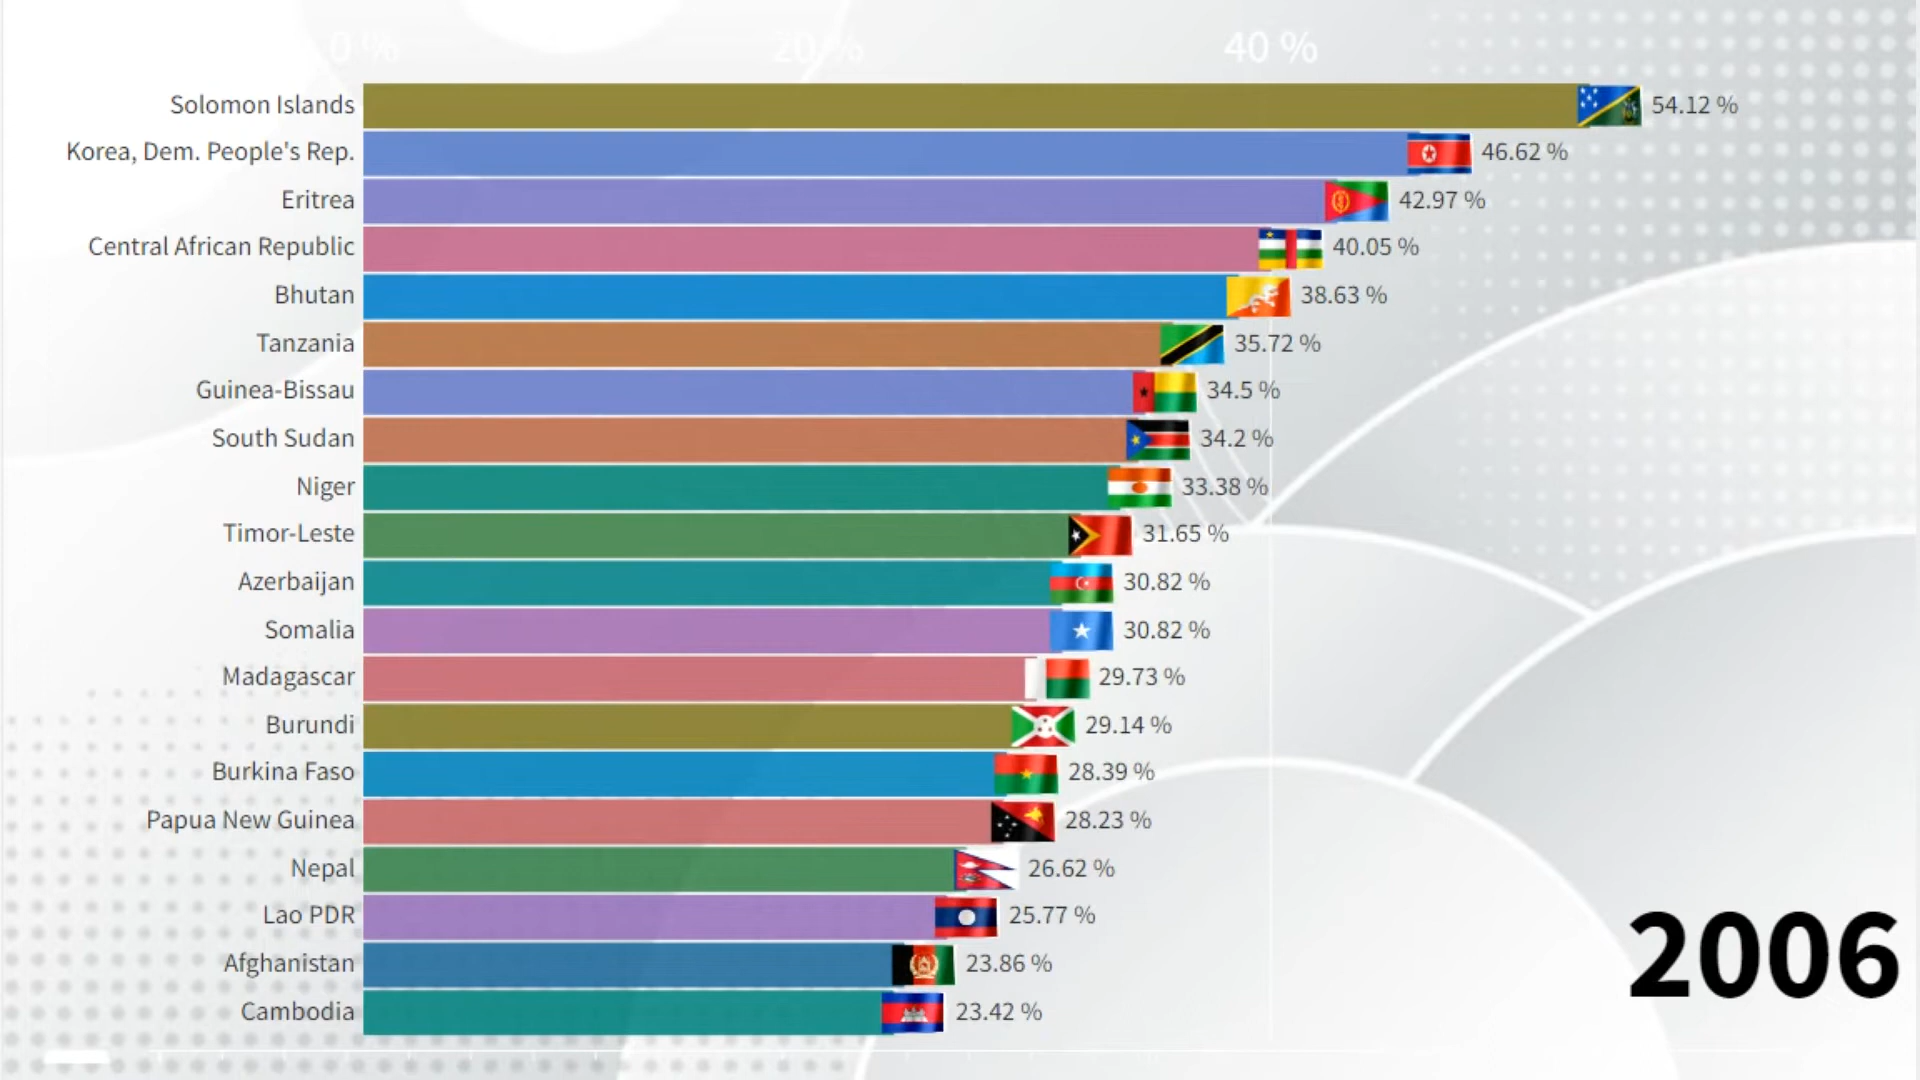 0 % 20 % 40 %
Solomon Islands 54.12 %
Korea, Dem. People's Rep. 46.62 %
Eritrea 42.97 %
Central African Republic 40.05 %
Bhutan 38.63 %
Tanzania 35.72 %
Guinea-Bissau 34.5 %
South Sudan 34.2 %
Niger 33.38 %
Timor-Leste 31.65 %
Azerbaijan 30.82 %
Somalia 30.82 %
Madagascar 29.73 %
Burundi 29.14 %
Burkina Faso 28.39 %
Papua New Guinea 28.23 %
Nepal 26.62 %
Lao PDR 25.77 %
Afghanistan 23.86 %
Cambodia 23.42 %
2006